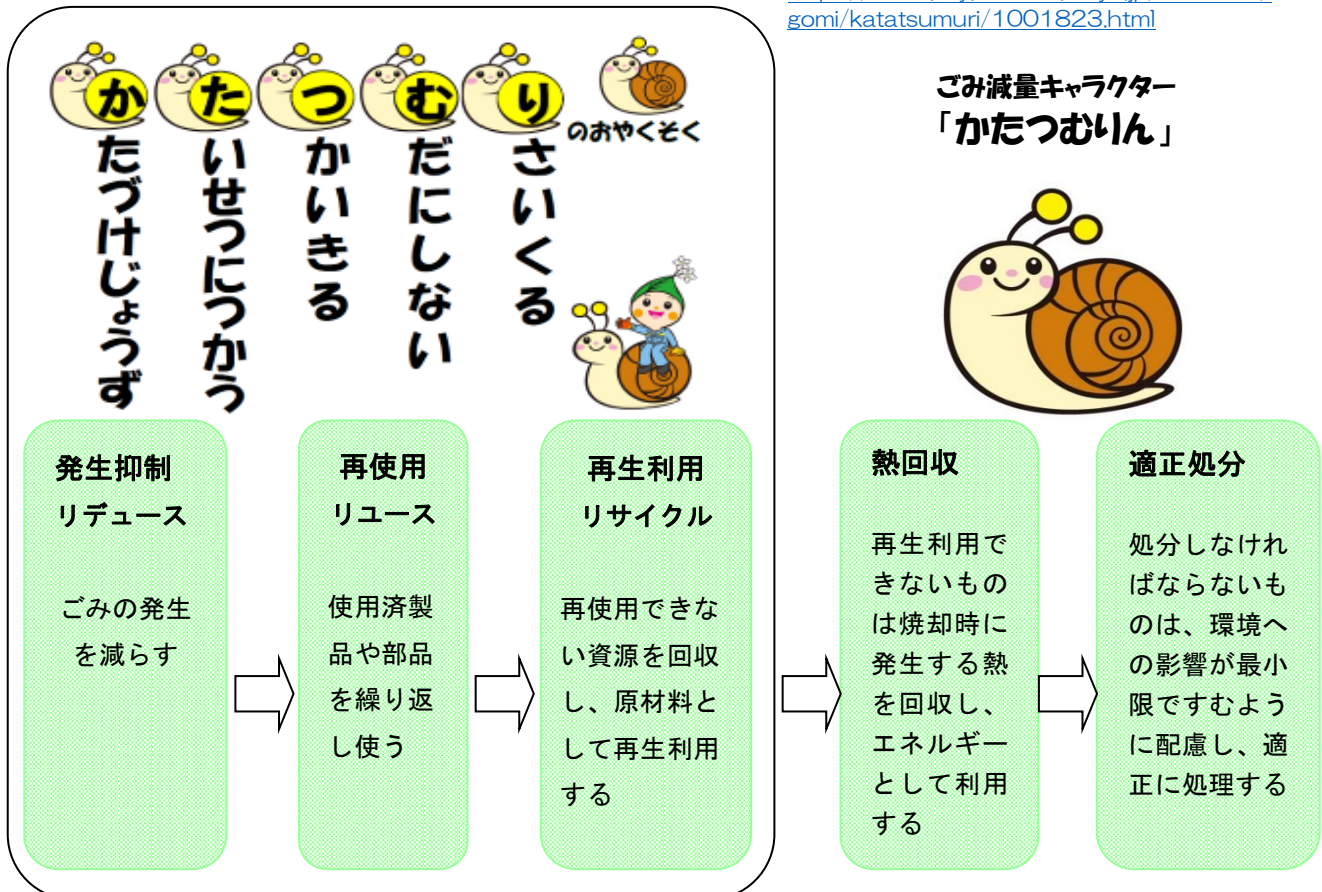 gomi/katatsumuri/1001823.html
かたづけじょうず
たいせつにつかう
つかいきる
むだにしない
りさいくる
のおやくそく
ごみ減量キャラクター
「かたつむりん」
発生抑制
リデュース
ごみの発生
を減らす
再使用
リユース
使用済製
品や部品
を繰り返
し使う
再生利用
リサイクル
再使用できな
い資源を回収
し、原材料と
して再生利用
する
熱回収
再生利用で
きないもの
は焼却時に
発生する熱
を回収し、
エネルギー
として利用
する
適正処分
処分しなけれ
ばならないも
のは、環境へ
の影響が最小
限ですむよう
に配慮し、適
正に処理する